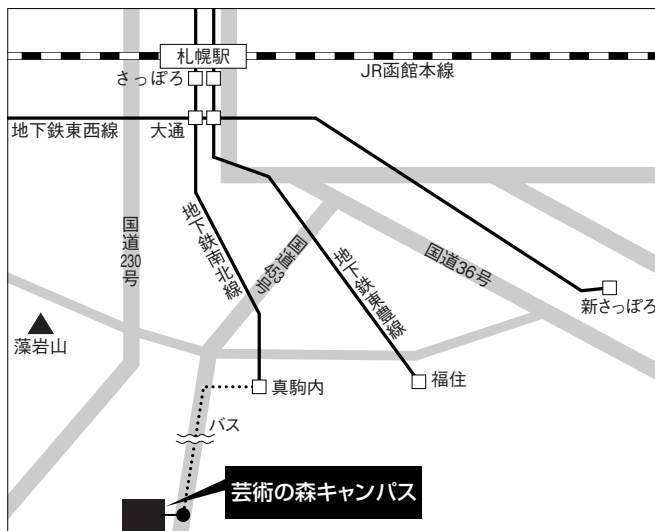 札幌駅
さっぽろ
JR函館本線
地下鉄東西線
大通
国道230号
地下鉄南北線
国道453号
地下鉄東豊線
国道36号
新さっぽろ
藻岩山
真駒内
福住
バス
芸術の森キャンパス